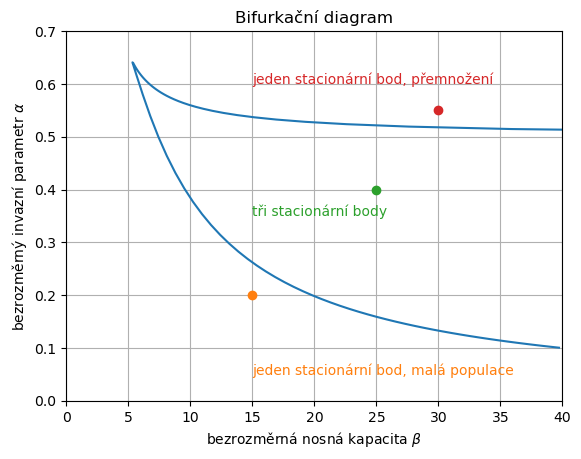 Bifurkační diagram
bezrozměrný invazní parametr α
0.7
0.6
0.5
0.4
0.3
0.2
0.1
0.0
jeden stacionární bod, přemnožení
tři stacionární body
jeden stacionární bod, malá populace
0 5 10 15 20 25 30 35 40
bezrozměrná nosná kapacita β